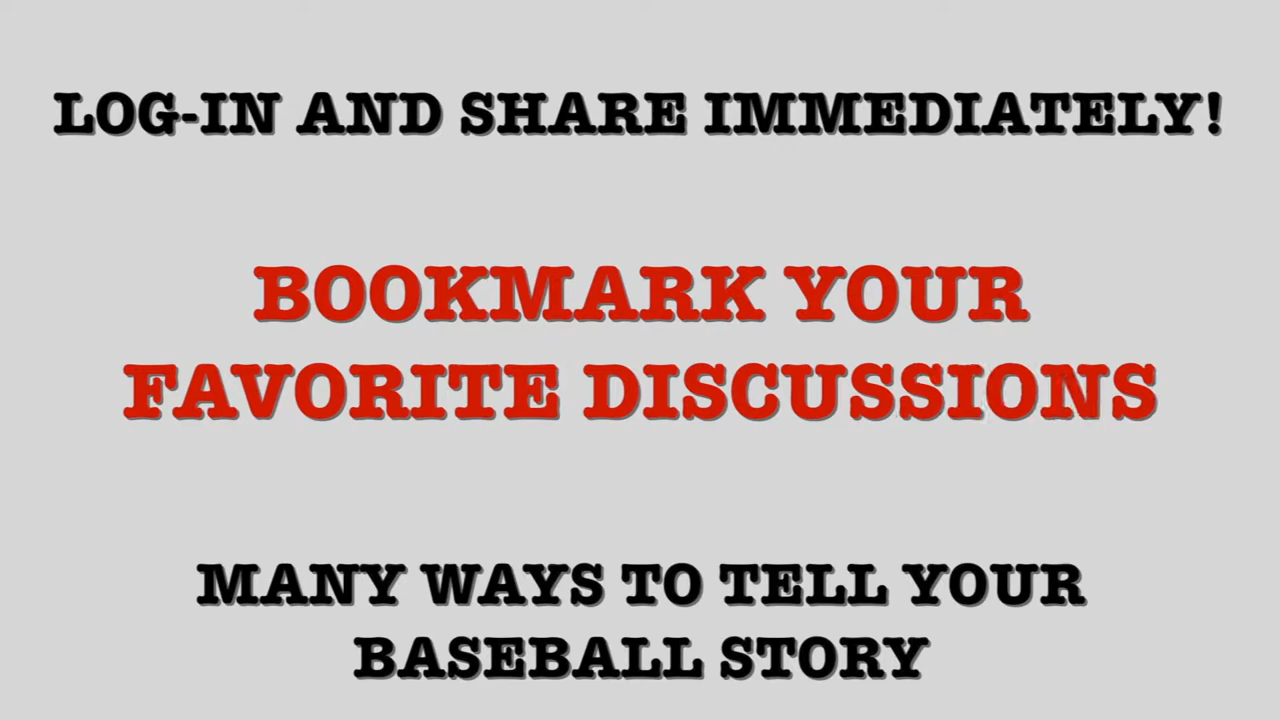 LOG-IN AND SHARE IMMEDIATELY!
BOOKMARK YOUR
FAVORITE DISCUSSIONS
MANY WAYS TO TELL YOUR
BASEBALL STORY